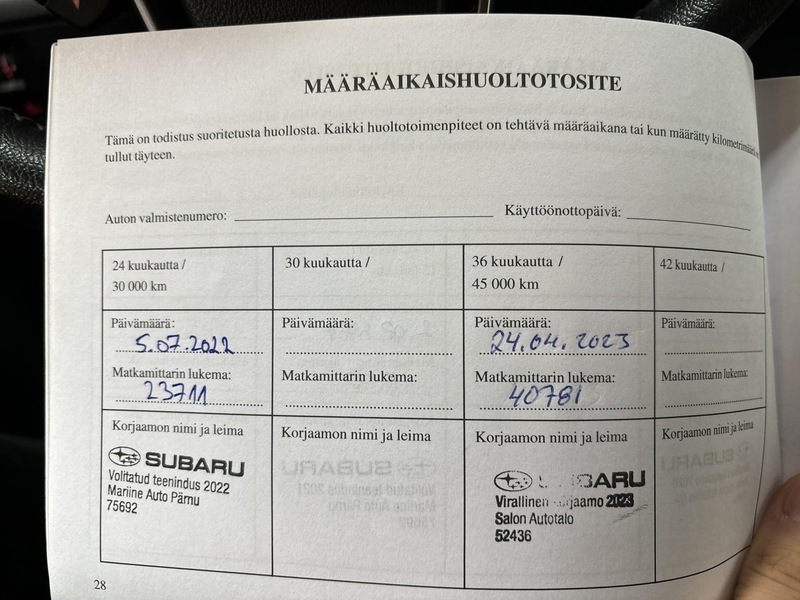 MÄÄRÄAIKAISHUOLTOTOSITE
Tämä on todistus suoritetusta huollosta. Kaikki huoltotoimenpiteet on tehtävä määräaikana tai kun määrätty
tullut täyteen.
Auton valmistenumero:
Käyttöönottopäivä:
24 kuukautta /
30 000 km
30 kuukautta /
36 kuukautta /
45 000 km
42 kuukautta /
Päivämäärä:
5.07.2022
Päivämäärä:
Päivämäärä:
24.04.2023
Päivämäärä:
Matkamittarin lukema:
23711
Matkamittarin lukema:
Matkamittarin lukema:
40781
Matkamittarin lukema:
Korjaamon nimi ja leima
SUBARU
Volitatud teenindus 2022
Mariine Auto Pärnu
75692
Korjaamon nimi ja leima
Korjaamon nimi ja leima
Virallinen 2023
Salon Autotalo
52436
Korjaamon nimi ja leima
28